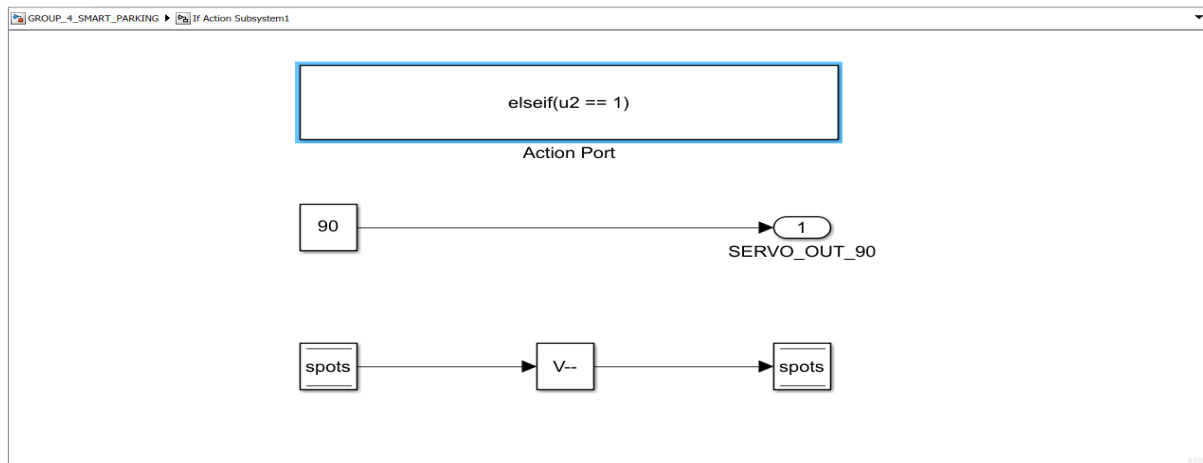 GROUP_4_SMART_PARKING If Action Subsystem1
elseif(u2 == 1)
Action Port
90
1
SERVO_OUT_90
spots V-- spots